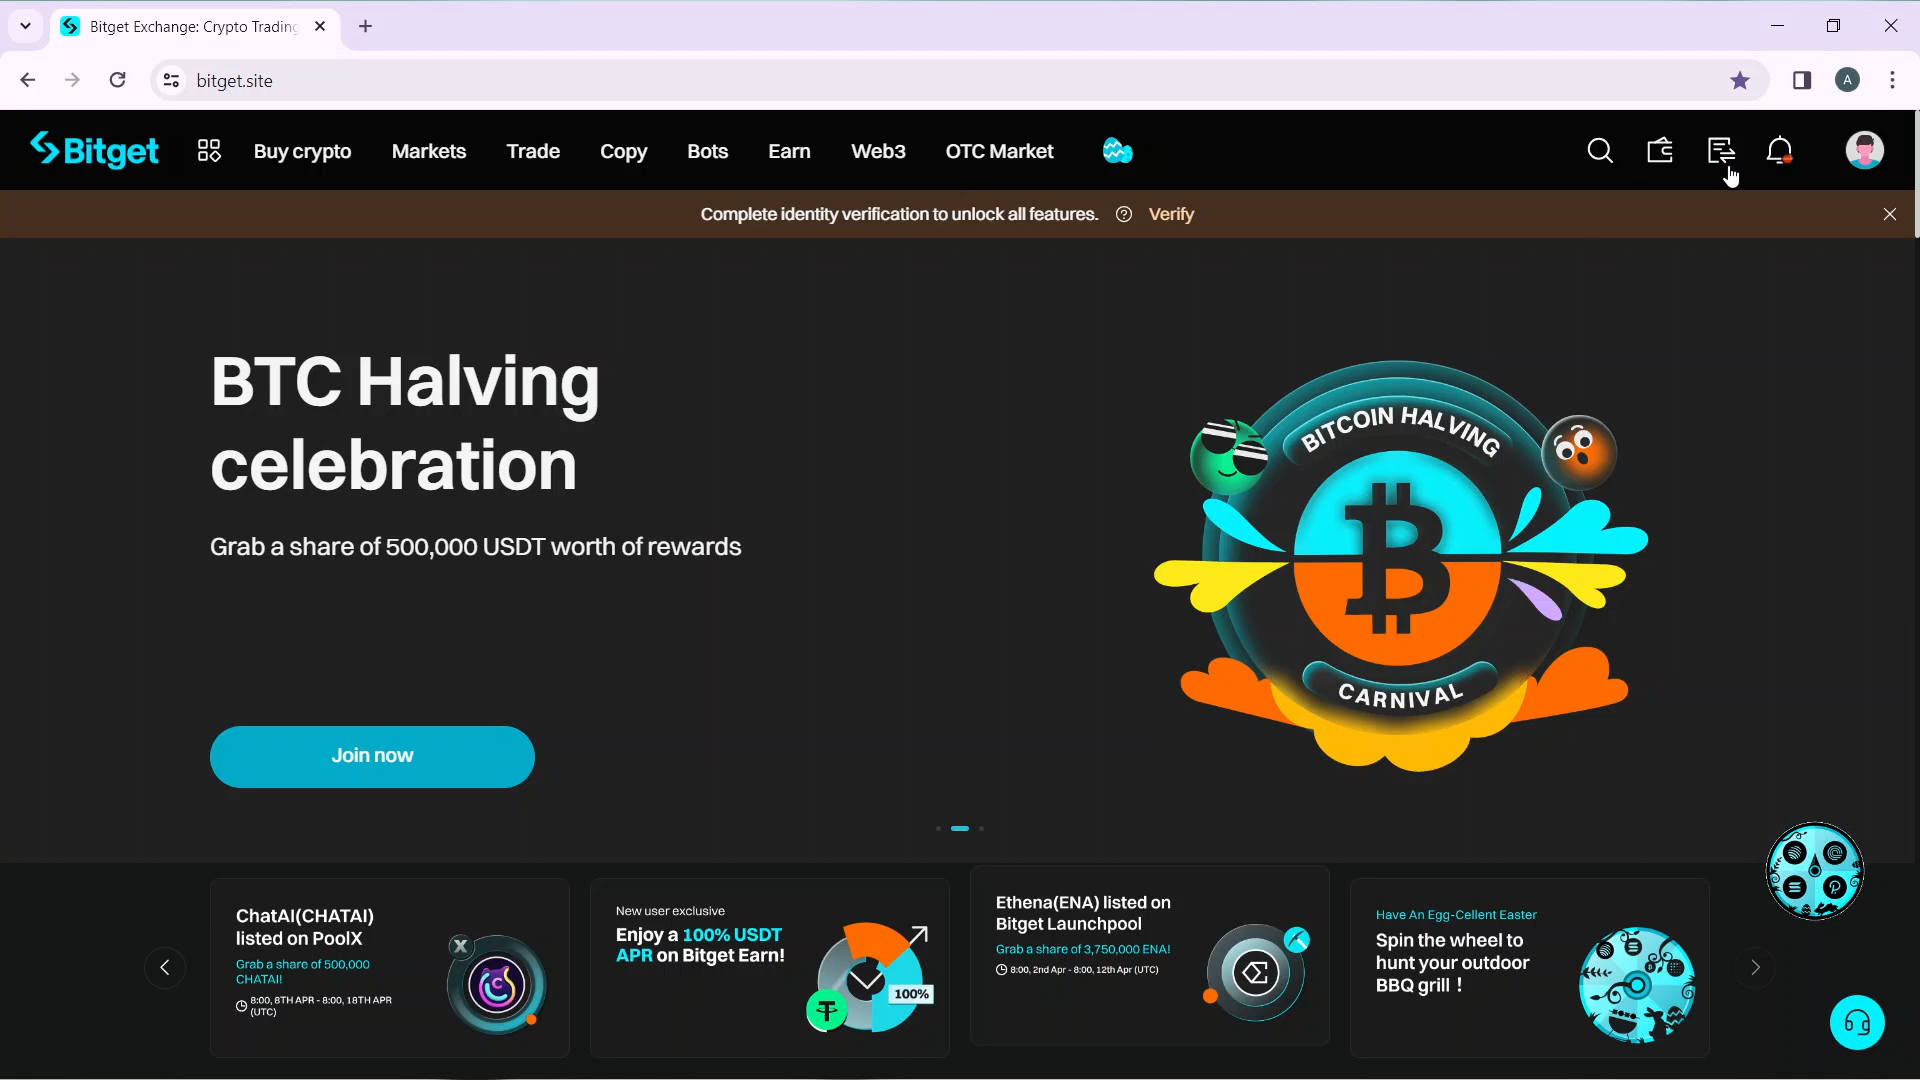 Bitget Exchange: Crypto Trading
bitget.site
A
Bitget
Buy crypto
Markets
Trade
Copy
Bots
Earn
Web3
OTC Market
Complete identity verification to unlock all features.
Verify
BTC Halving
celebration
Grab a share of 500,000 USDT worth of rewards
Join now
BITCOIN HALVING
CARNIVAL
ChatAI(CHATAI)
listed on PoolX
Grab a share of 500,000
CHATAI!
8:00, 8TH APR - 8:00, 18TH APR
(UTC)
X
New user exclusive
Enjoy a 100% USDT
APR on Bitget Earn!
100%
Ethena(ENA) listed on
Bitget Launchpool
Grab a share of 3,750,000 ENA!
8:00, 2nd Apr - 8:00, 12th Apr (UTC)
Have An Egg-Cellent Easter
Spin the wheel to
hunt your outdoor
BBQ grill !